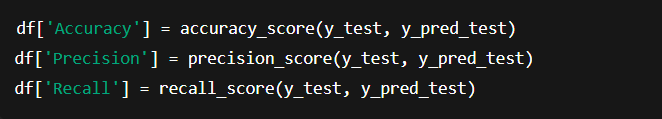 df['Accuracy'] = accuracy_score(y_test, y_pred_test)
df['Precision'] = precision_score(y_test, y_pred_test)
df['Recall'] = recall_score(y_test, y_pred_test)